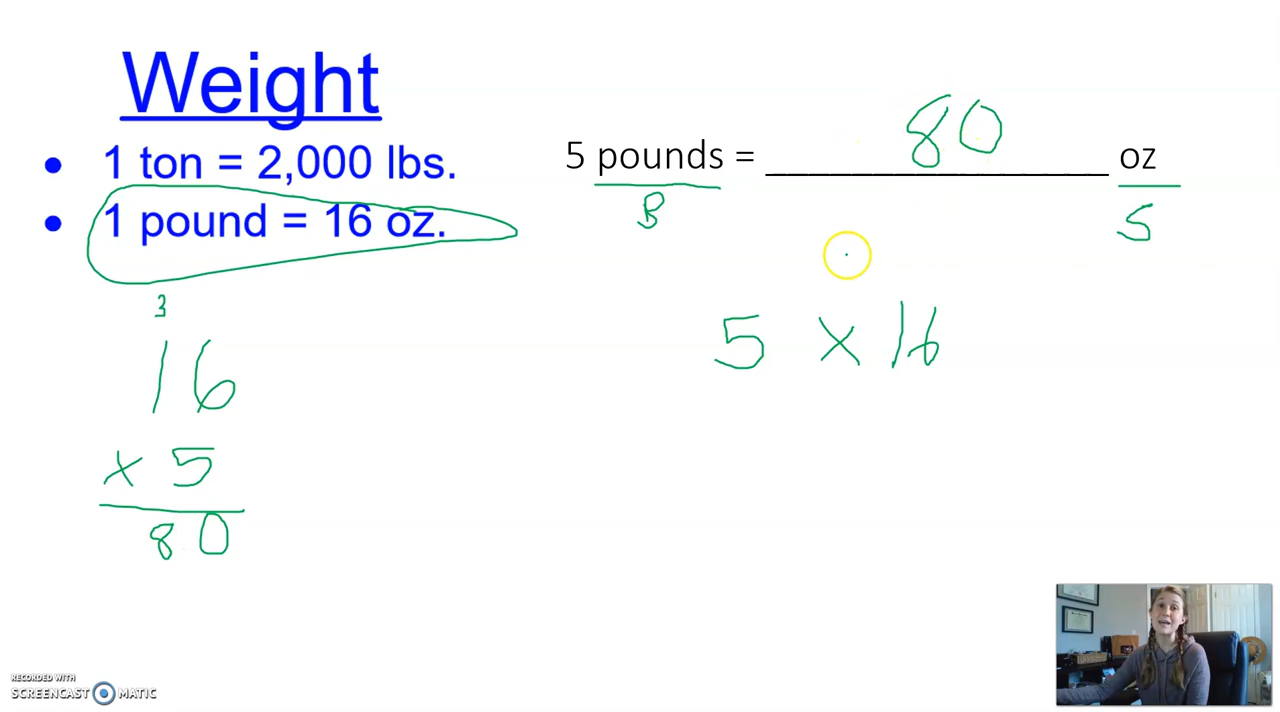 Weight
• 1 ton = 2,000 lbs.
• 1 pound = 16 oz.
80
5 pounds = ________________ oz
B
S
3
16
x 5
80
5 x 16
RECORDED WITH
SCREENCAST MATIC